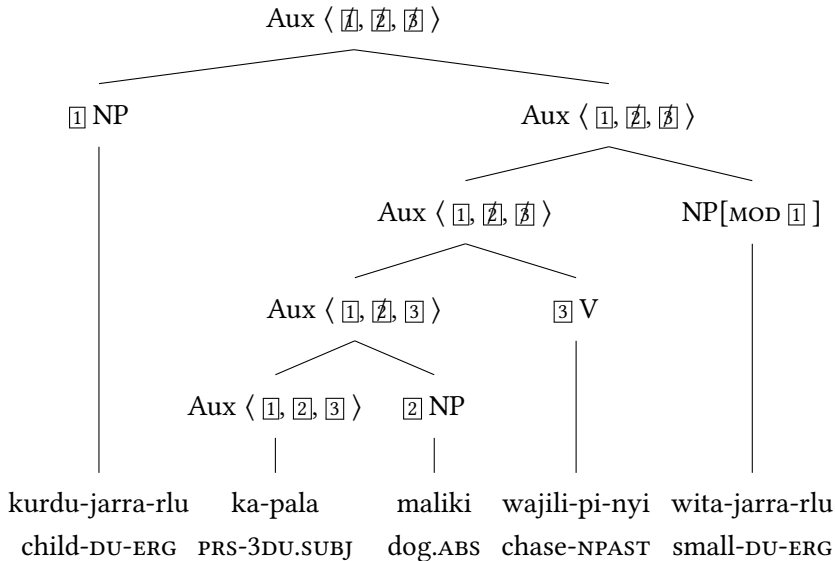 Aux ⟨ 1̸, 2̸, 3̸ ⟩
1 NP Aux ⟨ 1, 2̸, 3̸ ⟩
Aux ⟨ 1, 2̸, 3̸ ⟩ NP[MOD 1 ]
Aux ⟨ 1, 2̸, 3 ⟩ 3 V
Aux ⟨ 1, 2, 3 ⟩ 2 NP
kurdu-jarra-rlu ka-pala maliki wajili-pi-nyi wita-jarra-rlu
child-DU-ERG PRS-3DU.SUBJ dog.ABS chase-NPAST small-DU-ERG